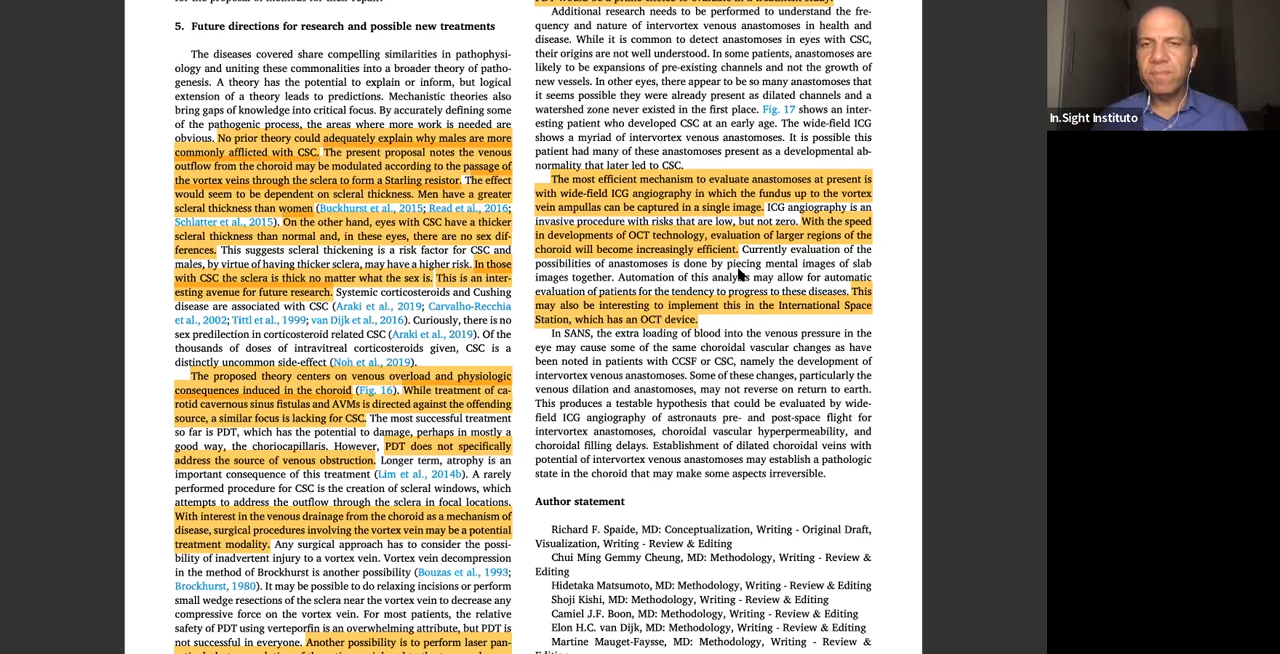 for the proposal of methods for their repair.
5. Future directions for research and possible new treatments
The diseases covered share compelling similarities in pathophysi-
ology and uniting these commonalities into a broader theory of patho-
genesis. A theory has the potential to explain or inform, but logical
extension of a theory leads to predictions. Mechanistic theories also
bring gaps of knowledge into critical focus. By accurately defining some
of the pathogenic process, the areas where more work is needed are
obvious. No prior theory could adequately explain why males are more
commonly afflicted with CSC. The present proposal notes the venous
outflow from the choroid may be modulated according to the passage of
the vortex veins through the sclera to form a Starling resistor. The effect
would seem to be dependent on scleral thickness. Men have a greater
scleral thickness than women (Buckhurst et al., 2015; Read et al., 2016;
Schlatter et al., 2015). On the other hand, eyes with CSC have a thicker
scleral thickness than normal and, in these eyes, there are no sex dif-
ferences. This suggests scleral thickening is a risk factor for CSC and
males, by virtue of having thicker sclera, may have a higher risk. In those
with CSC the sclera is thick no matter what the sex is. This is an inter-
esting avenue for future research. Systemic corticosteroids and Cushing
disease are associated with CSC (Araki et al., 2019; Carvalho-Recchia
et al., 2002; Tittl et al., 1999; van Dijk et al., 2016). Curiously, there is no
sex predilection in corticosteroid related CSC (Araki et al., 2019). Of the
thousands of doses of intravitreal corticosteroids given, CSC is a
distinctly uncommon side-effect (Noh et al., 2019).
The proposed theory centers on venous overload and physiologic
consequences induced in the choroid (Fig. 16). While treatment of ca-
rotid cavernous sinus fistulas and AVMs is directed against the offending
source, a similar focus is lacking for CSC. The most successful treatment
so far is PDT, which has the potential to damage, perhaps in mostly a
good way, the choriocapillaris. However, PDT does not specifically
address the source of venous obstruction. Longer term, atrophy is an
important consequence of this treatment (Lim et al., 2014b). A rarely
performed procedure for CSC is the creation of scleral windows, which
attempts to address the outflow through the sclera in focal locations.
With interest in the venous drainage from the choroid as a mechanism of
disease, surgical procedures involving the vortex vein may be a potential
treatment modality. Any surgical approach has to consider the possi-
bility of inadvertent injury to a vortex vein. Vortex vein decompression
in the method of Brockhurst is another possibility (Bouzas et al., 1993;
Brockhurst, 1980). It may be possible to do relaxing incisions or perform
small wedge resections of the sclera near the vortex vein to decrease any
compressive force on the vortex vein. For most patients, the relative
safety of PDT using verteporfin is an overwhelming attribute, but PDT is
not successful in everyone. Another possibility is to perform laser pan-
Additional research needs to be performed to understand the fre-
quency and nature of intervortex venous anastomoses in health and
disease. While it is common to detect anastomoses in eyes with CSC,
their origins are not well understood. In some patients, anastomoses are
likely to be expansions of pre-existing channels and not the growth of
new vessels. In other eyes, there appear to be so many anastomoses that
it seems possible they were already present as dilated channels and a
watershed zone never existed in the first place. Fig. 17 shows an inter-
esting patient who developed CSC at an early age. The wide-field ICG
shows a myriad of intervortex venous anastomoses. It is possible this
patient had many of these anastomoses present as a developmental ab-
normality that later led to CSC.
The most efficient mechanism to evaluate anastomoses at present is
with wide-field ICG angiography in which the fundus up to the vortex
vein ampullas can be captured in a single image. ICG angiography is an
invasive procedure with risks that are low, but not zero. With the speed
in developments of OCT technology, evaluation of larger regions of the
choroid will become increasingly efficient. Currently evaluation of the
possibilities of anastomoses is done by piecing mental images of slab
images together. Automation of this analysis may allow for automatic
evaluation of patients for the tendency to progress to these diseases. This
may also be interesting to implement this in the International Space
Station, which has an OCT device.
In SANS, the extra loading of blood into the venous pressure in the
eye may cause some of the same choroidal vascular changes as have
been noted in patients with CCSF or CSC, namely the development of
intervortex venous anastomoses. Some of these changes, particularly the
venous dilation and anastomoses, may not reverse on return to earth.
This produces a testable hypothesis that could be evaluated by wide-
field ICG angiography of astronauts pre- and post-space flight for
intervortex anastomoses, choroidal vascular hyperpermeability, and
choroidal filling delays. Establishment of dilated choroidal veins with
potential of intervortex venous anastomoses may establish a pathologic
state in the choroid that may make some aspects irreversible.
Author statement
Richard F. Spaide, MD: Conceptualization, Writing - Original Draft,
Visualization, Writing - Review & Editing
Chui Ming Gemmy Cheung, MD: Methodology, Writing - Review &
Editing
Hidetaka Matsumoto, MD: Methodology, Writing - Review & Editing
Shoji Kishi, MD: Methodology, Writing - Review & Editing
Camiel J.F. Boon, MD: Methodology, Writing - Review & Editing
Elon H.C. van Dijk, MD: Methodology, Writing - Review & Editing
Martine Mauget-Faysse, MD: Methodology, Writing - Review &
In.Sight Instituto